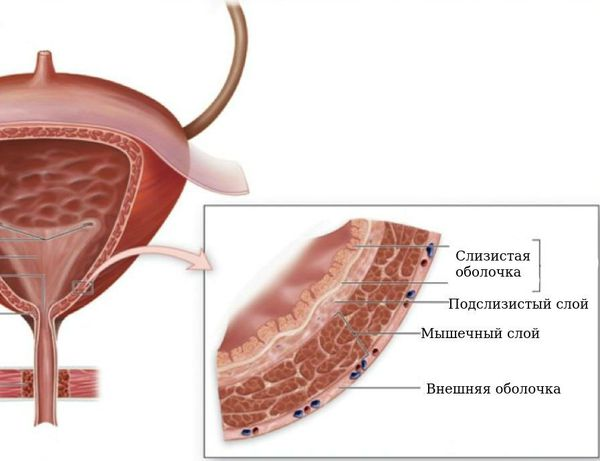 Слизистая
оболочка
Подслизистый слой
Мышечный слой
Внешняя оболочка